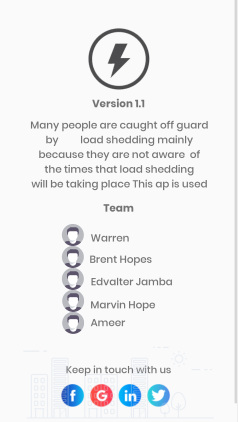 Version 1.1
Many people are caught off guard
by load shedding mainly
because they are not aware of
the times that load shedding
will be taking place This ap is used
Team
Warren
Brent Hopes
Edvalter Jamba
Marvin Hope
Ameer
Keep in touch with us
f
G
in